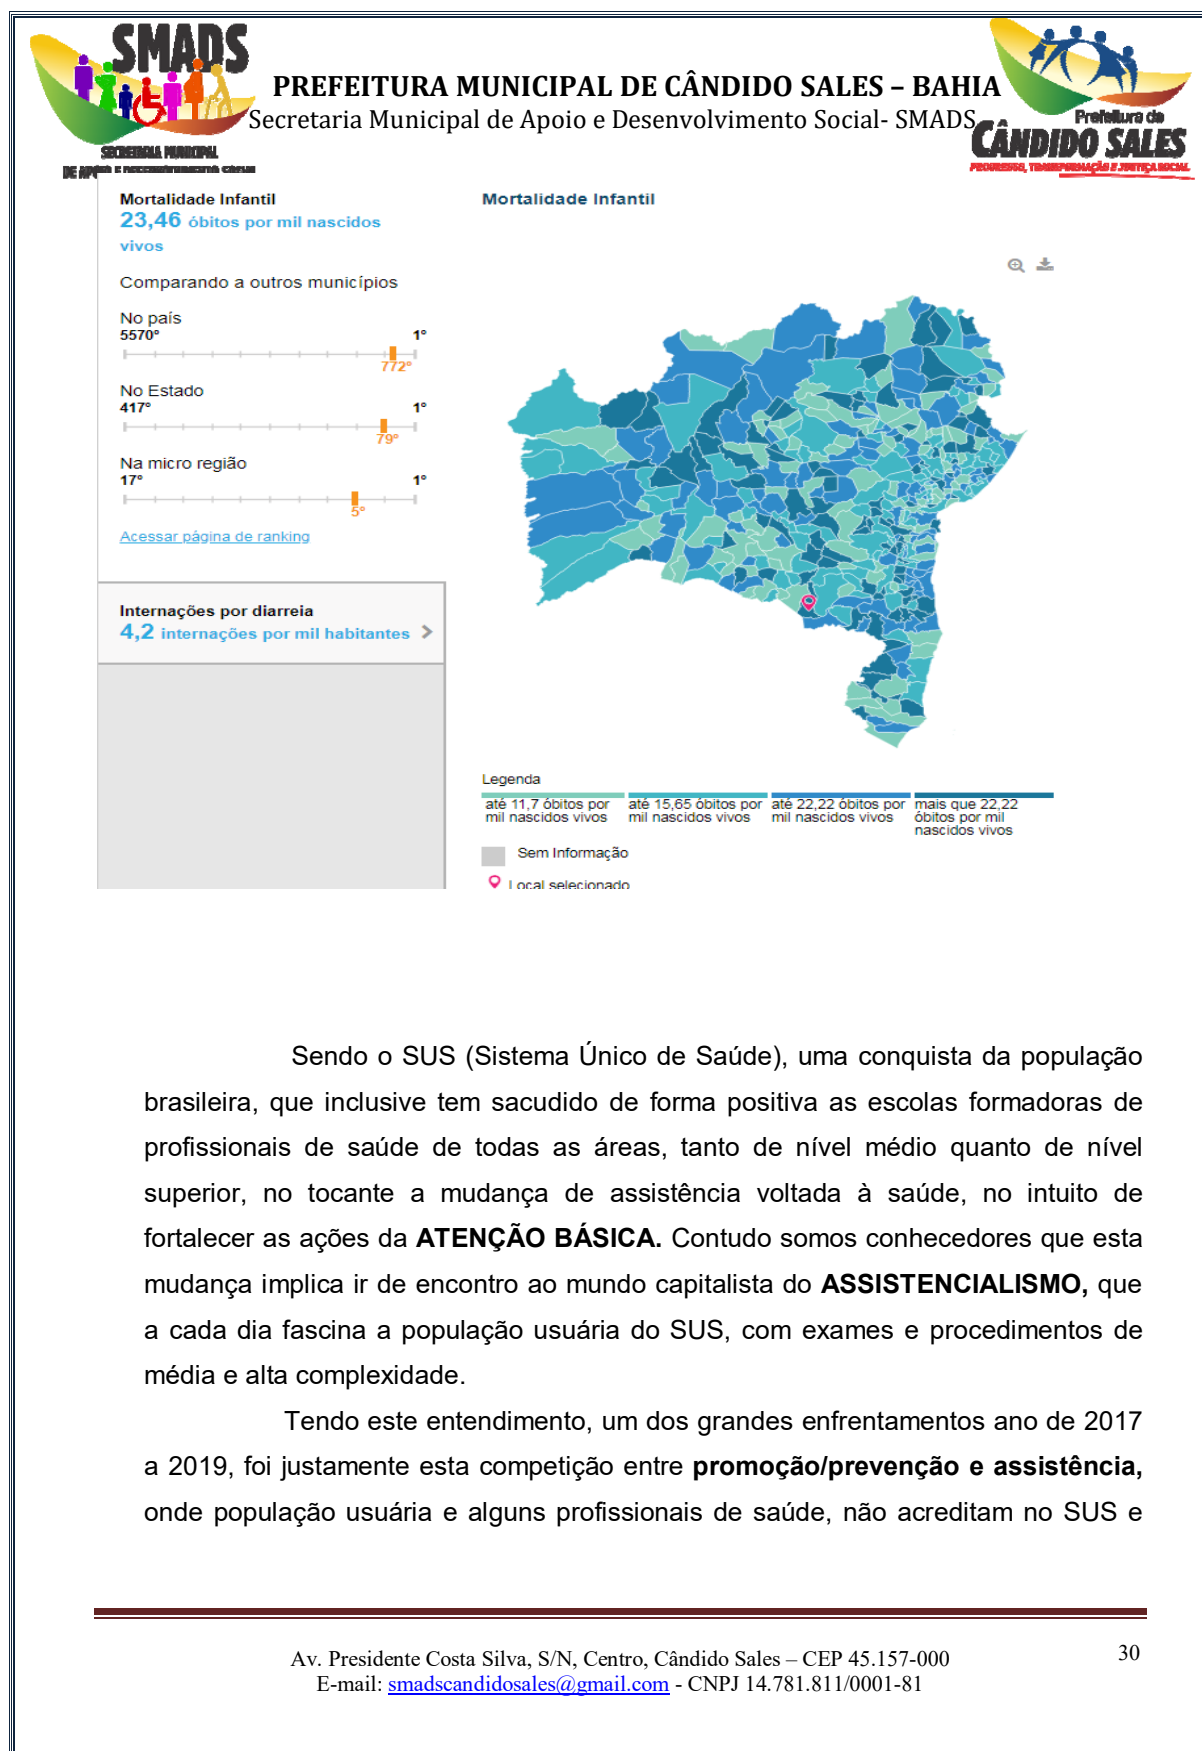 SMADS
SECRETARIA MUNICIPAL
DE APOIO E DESENVOLVIMENTO SOCIAL
PREFEITURA MUNICIPAL DE CÂNDIDO SALES – BAHIA
Secretaria Municipal de Apoio e Desenvolvimento Social- SMADS
Prefeitura de
CÂNDIDO SALES
PROGRESSO, TRANSFORMAÇÃO E JUSTIÇA SOCIAL
Mortalidade Infantil
23,46 óbitos por mil nascidos
vivos
Comparando a outros municípios
No país
5570° 1°
772°
No Estado
417° 1°
79°
Na micro região
17° 1°
5°
Acessar página de ranking
Internações por diarreia
4,2 internações por mil habitantes
Mortalidade Infantil
Legenda
até 11,7 óbitos por
mil nascidos vivos
até 15,65 óbitos por
mil nascidos vivos
até 22,22 óbitos por
mil nascidos vivos
mais que 22,22
óbitos por mil
nascidos vivos
Sem Informação
Local selecionado
Sendo o SUS (Sistema Único de Saúde), uma conquista da população
brasileira, que inclusive tem sacudido de forma positiva as escolas formadoras de
profissionais de saúde de todas as áreas, tanto de nível médio quanto de nível
superior, no tocante a mudança de assistência voltada à saúde, no intuito de
fortalecer as ações da ATENÇÃO BÁSICA. Contudo somos conhecedores que esta
mudança implica ir de encontro ao mundo capitalista do ASSISTENCIALISMO, que
a cada dia fascina a população usuária do SUS, com exames e procedimentos de
média e alta complexidade.
Tendo este entendimento, um dos grandes enfrentamentos ano de 2017
a 2019, foi justamente esta competição entre promoção/prevenção e assistência,
onde população usuária e alguns profissionais de saúde, não acreditam no SUS e
Av. Presidente Costa Silva, S/N, Centro, Cândido Sales – CEP 45.157-000
E-mail: smadscandidosales@gmail.com - CNPJ 14.781.811/0001-81
30